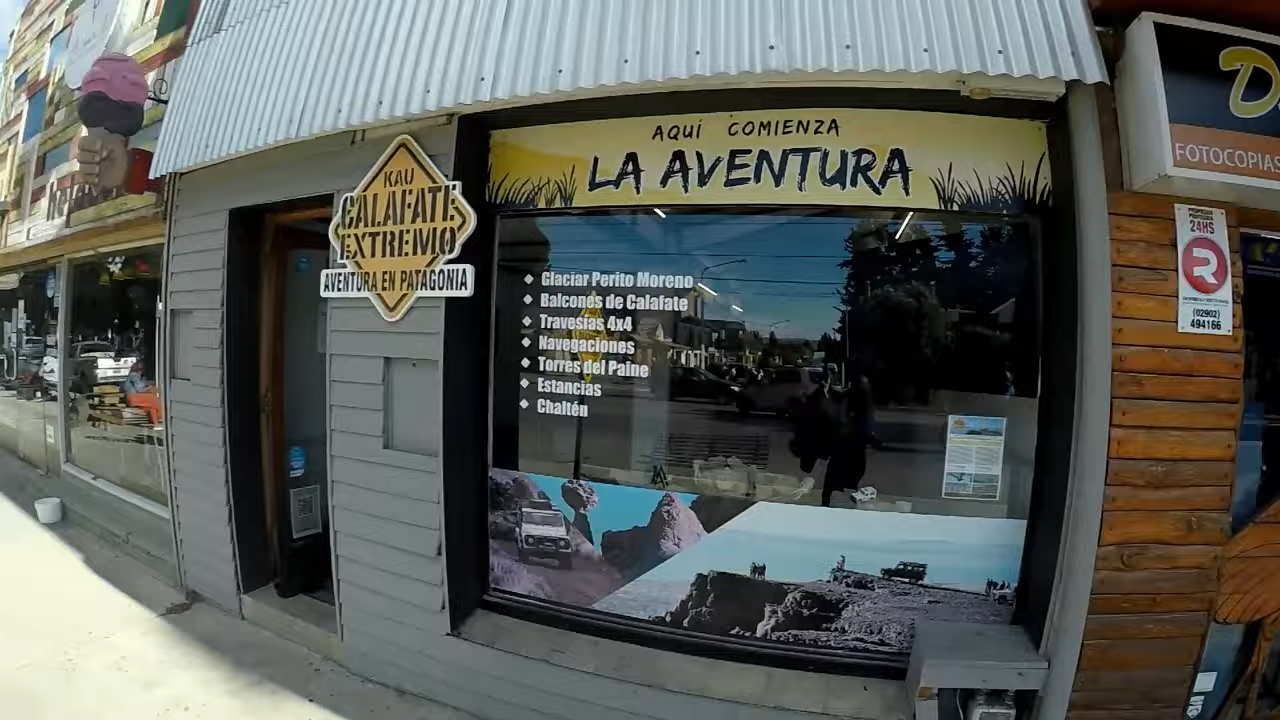 KAU
CALAFATE
EXTREMO
AVENTURA EN PATAGONIA
AQUÍ COMIENZA
LA AVENTURA
Glaciar Perito Moreno
Balcones de Calafate
Travesías 4x4
Navegaciones
Torres del Paine
Estancias
Chaltén
FOTOCOPIAS
24HS
R
(02902)
494166